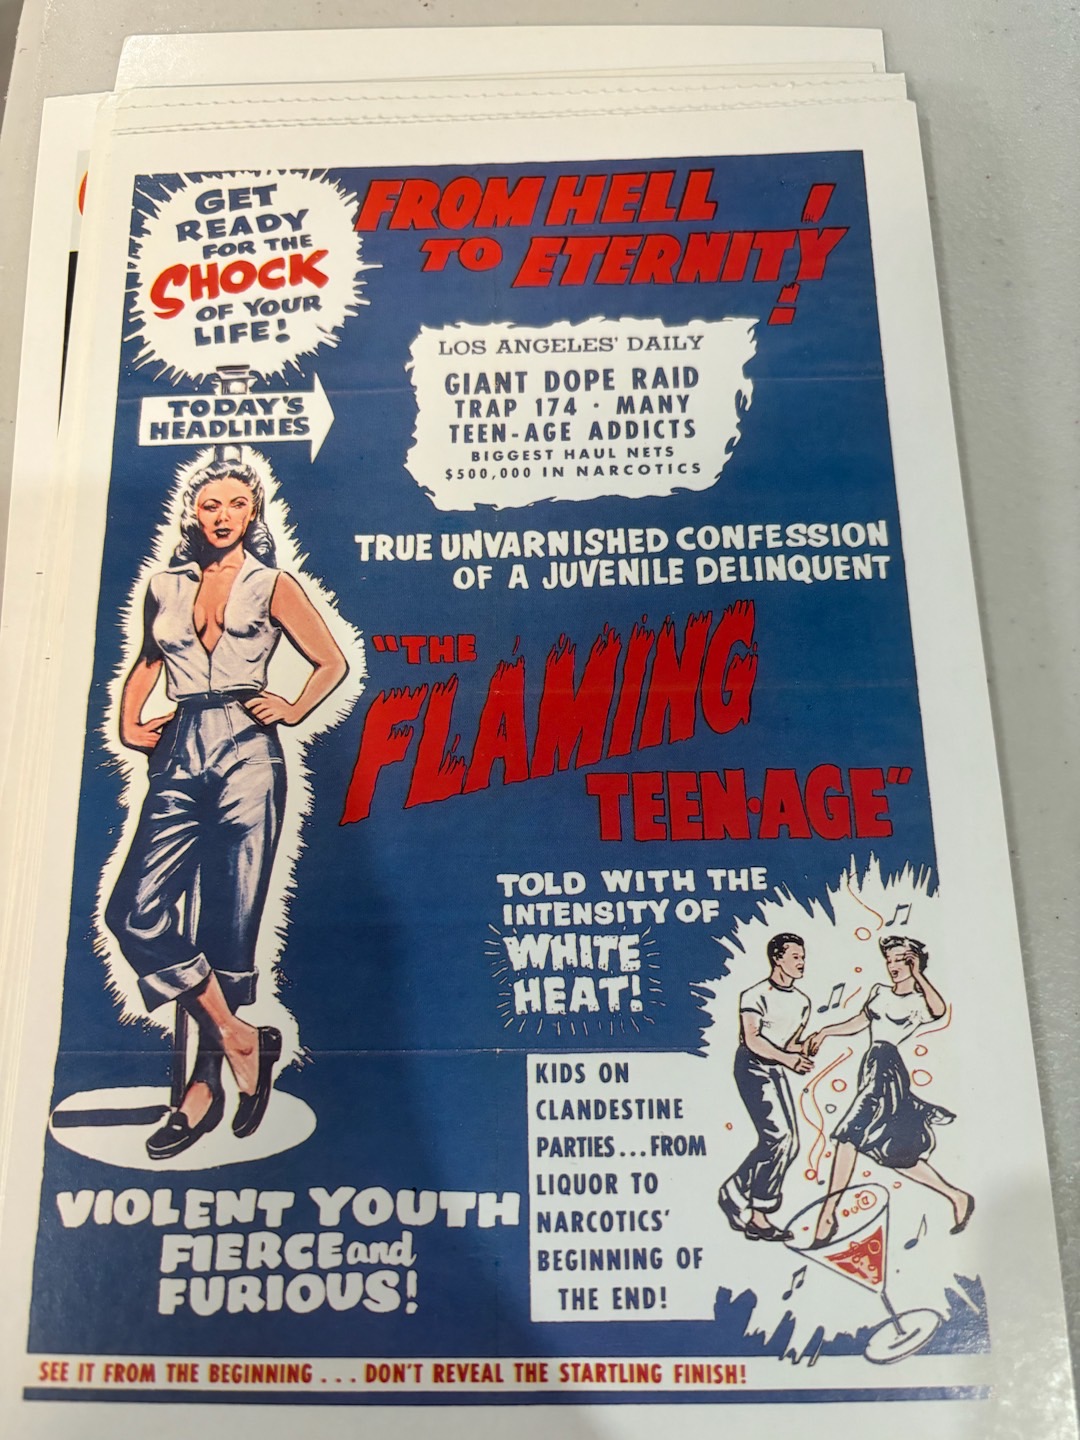 GET
READY
FOR THE
SHOCK
OF YOUR
LIFE!
FROM HELL
TO ETERNITY!
TODAY'S
HEADLINES
LOS ANGELES' DAILY
GIANT DOPE RAID
TRAP 174 · MANY
TEEN-AGE ADDICTS
BIGGEST HAUL NETS
$500,000 IN NARCOTICS
TRUE UNVARNISHED CONFESSION
OF A JUVENILE DELINQUENT
"THE
FLAMING
TEEN·AGE"
TOLD WITH THE
INTENSITY OF
WHITE
HEAT!
KIDS ON
CLANDESTINE
PARTIES...FROM
LIQUOR TO
NARCOTICS'
BEGINNING OF
THE END!
VIOLENT YOUTH
FIERCE and
FURIOUS!
SEE IT FROM THE BEGINNING ... DON'T REVEAL THE STARTLING FINISH!